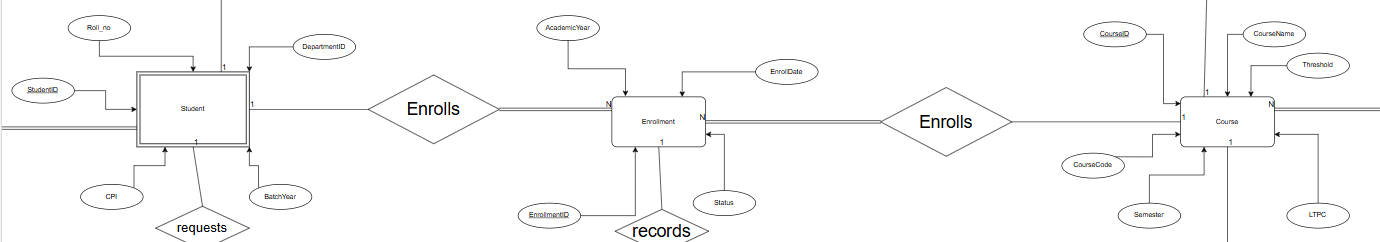 Roll_no
DepartmentID
StudentID
Student
CPI
BatchYear
1
1
1
requests
Enrolls
AcademicYear
EnrollDate
N
Enrollment
N
1
EnrollmentID
Status
records
Enrolls
CourseID
CourseName
Threshold
1
N
1
Course
1
CourseCode
Semester
LTPC